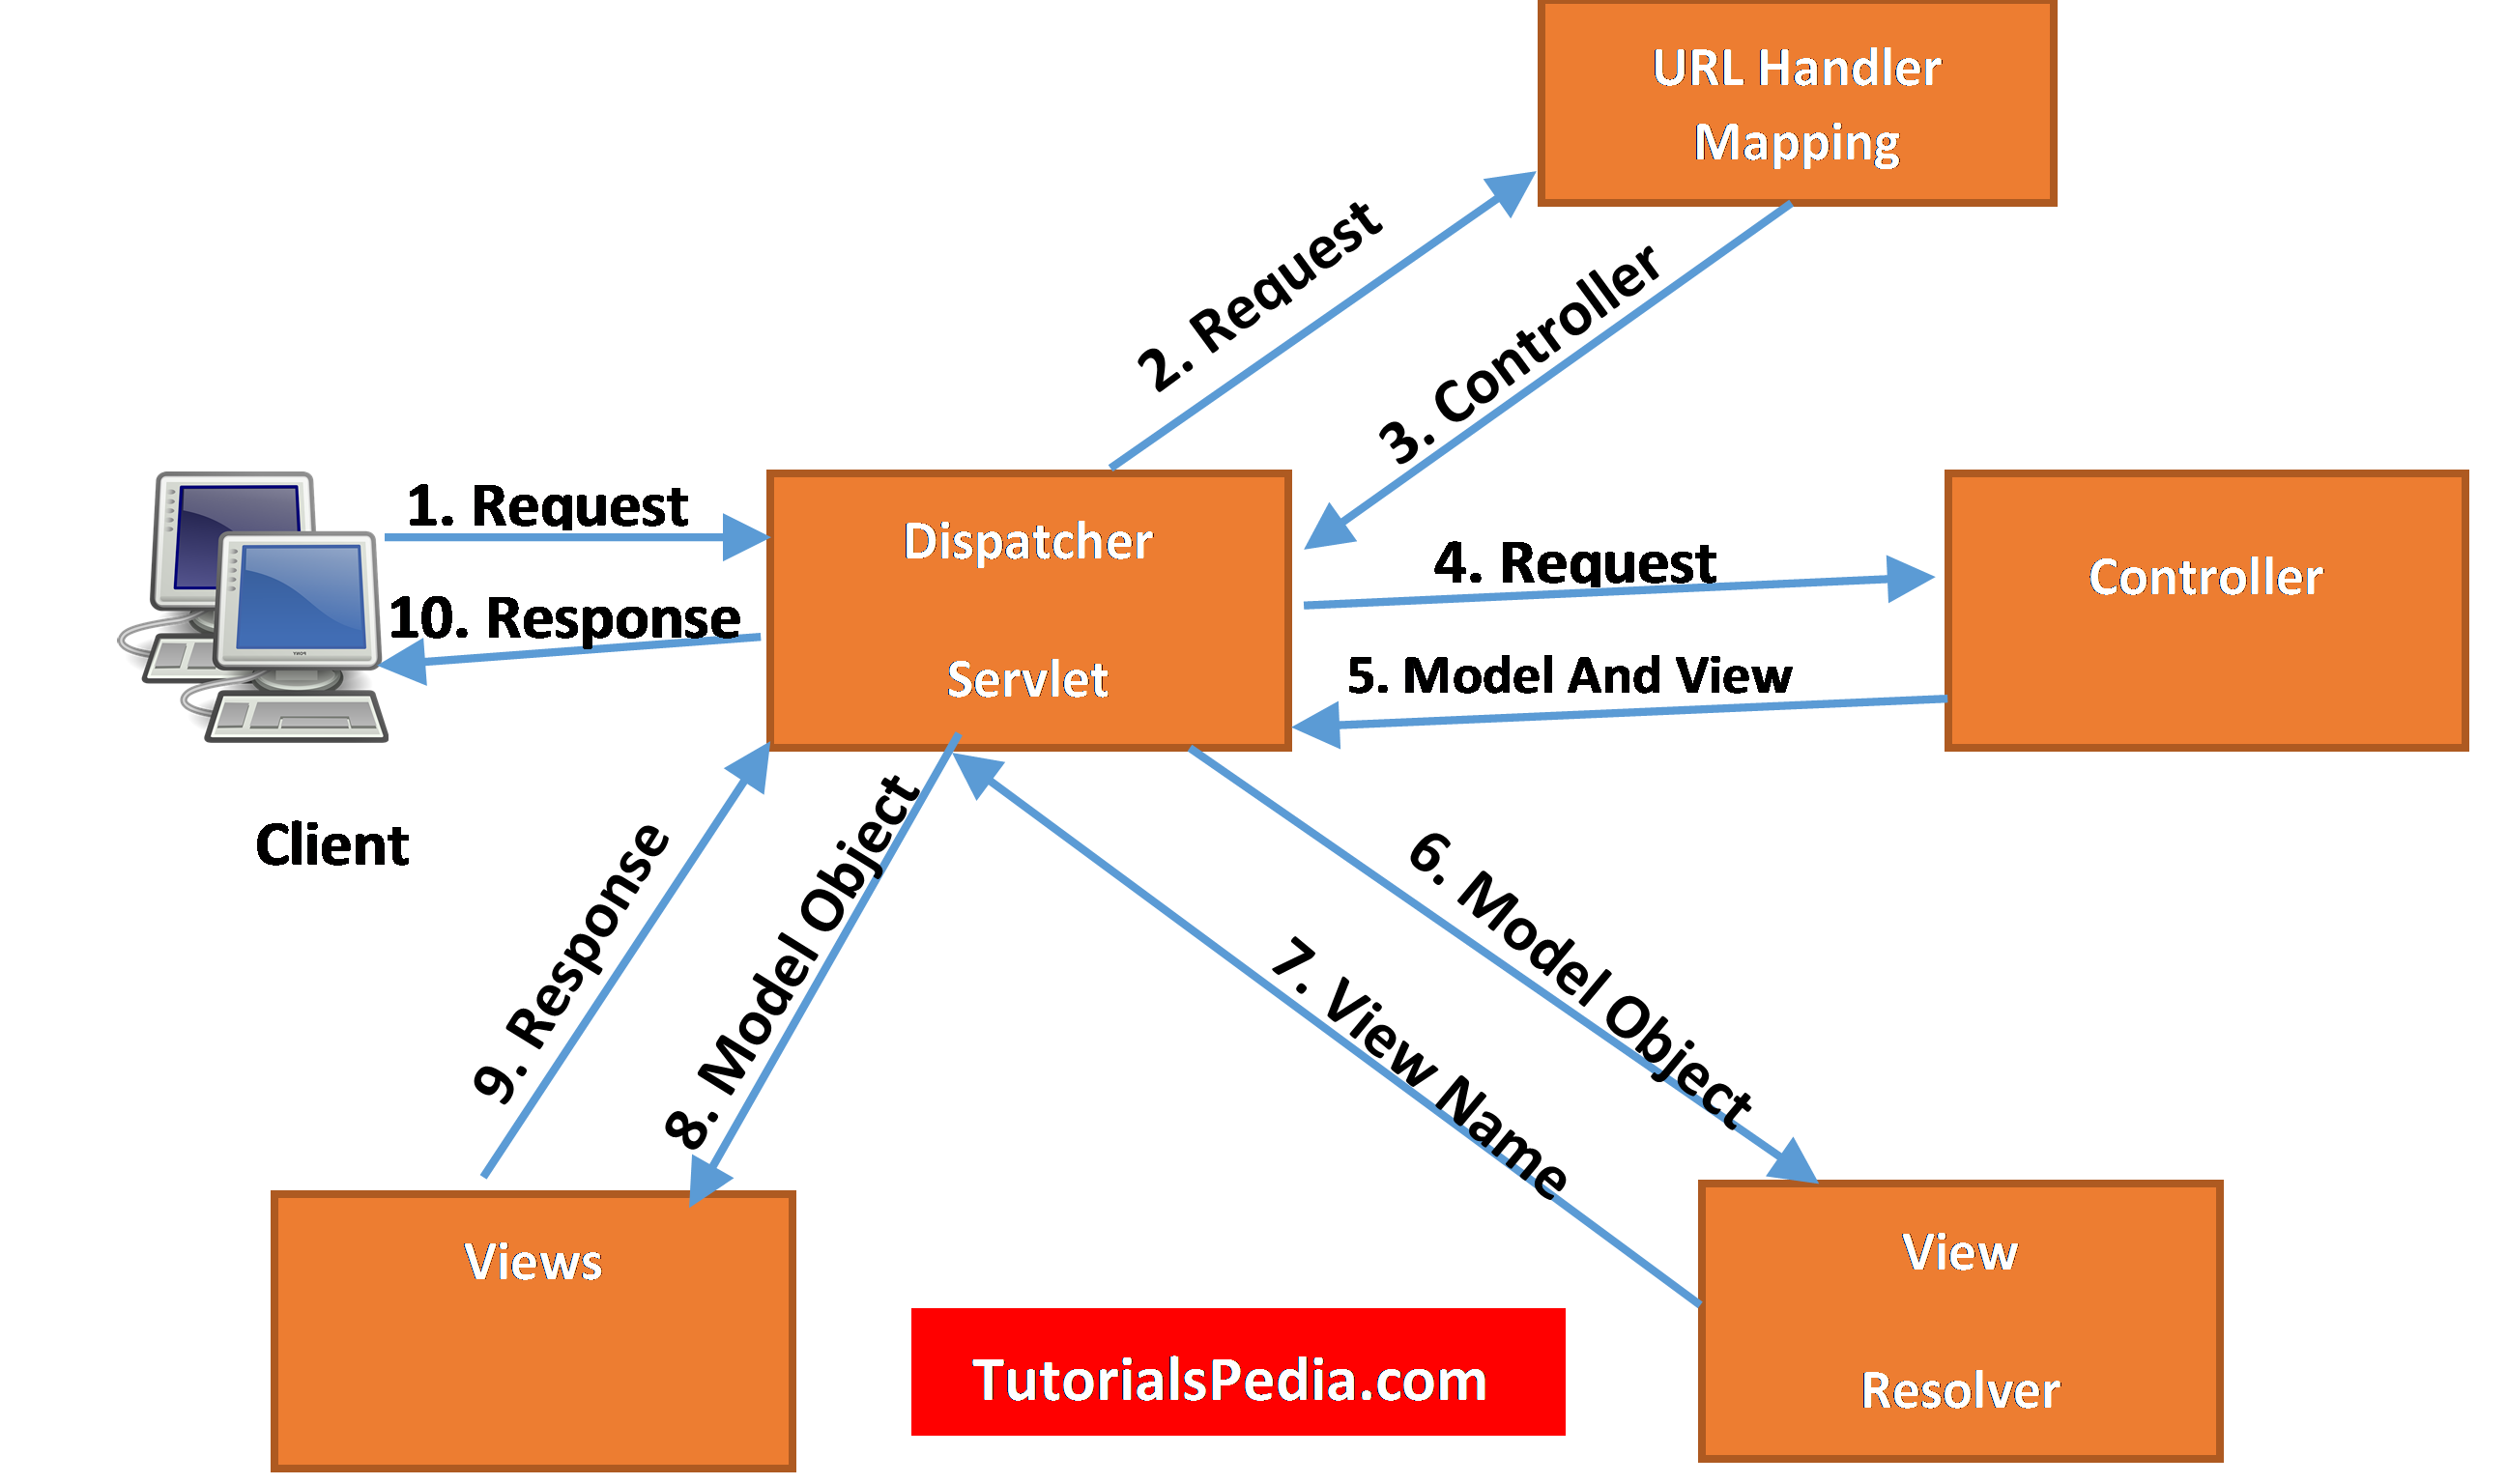 URL Handler
Mapping
2. Request
3. Controller
1. Request
Dispatcher
Servlet
4. Request
Controller
10. Response
5. Model And View
Client
9. Response
8. Model Object
6. Model Object
7. View Name
Views
View
Resolver
TutorialsPedia.com